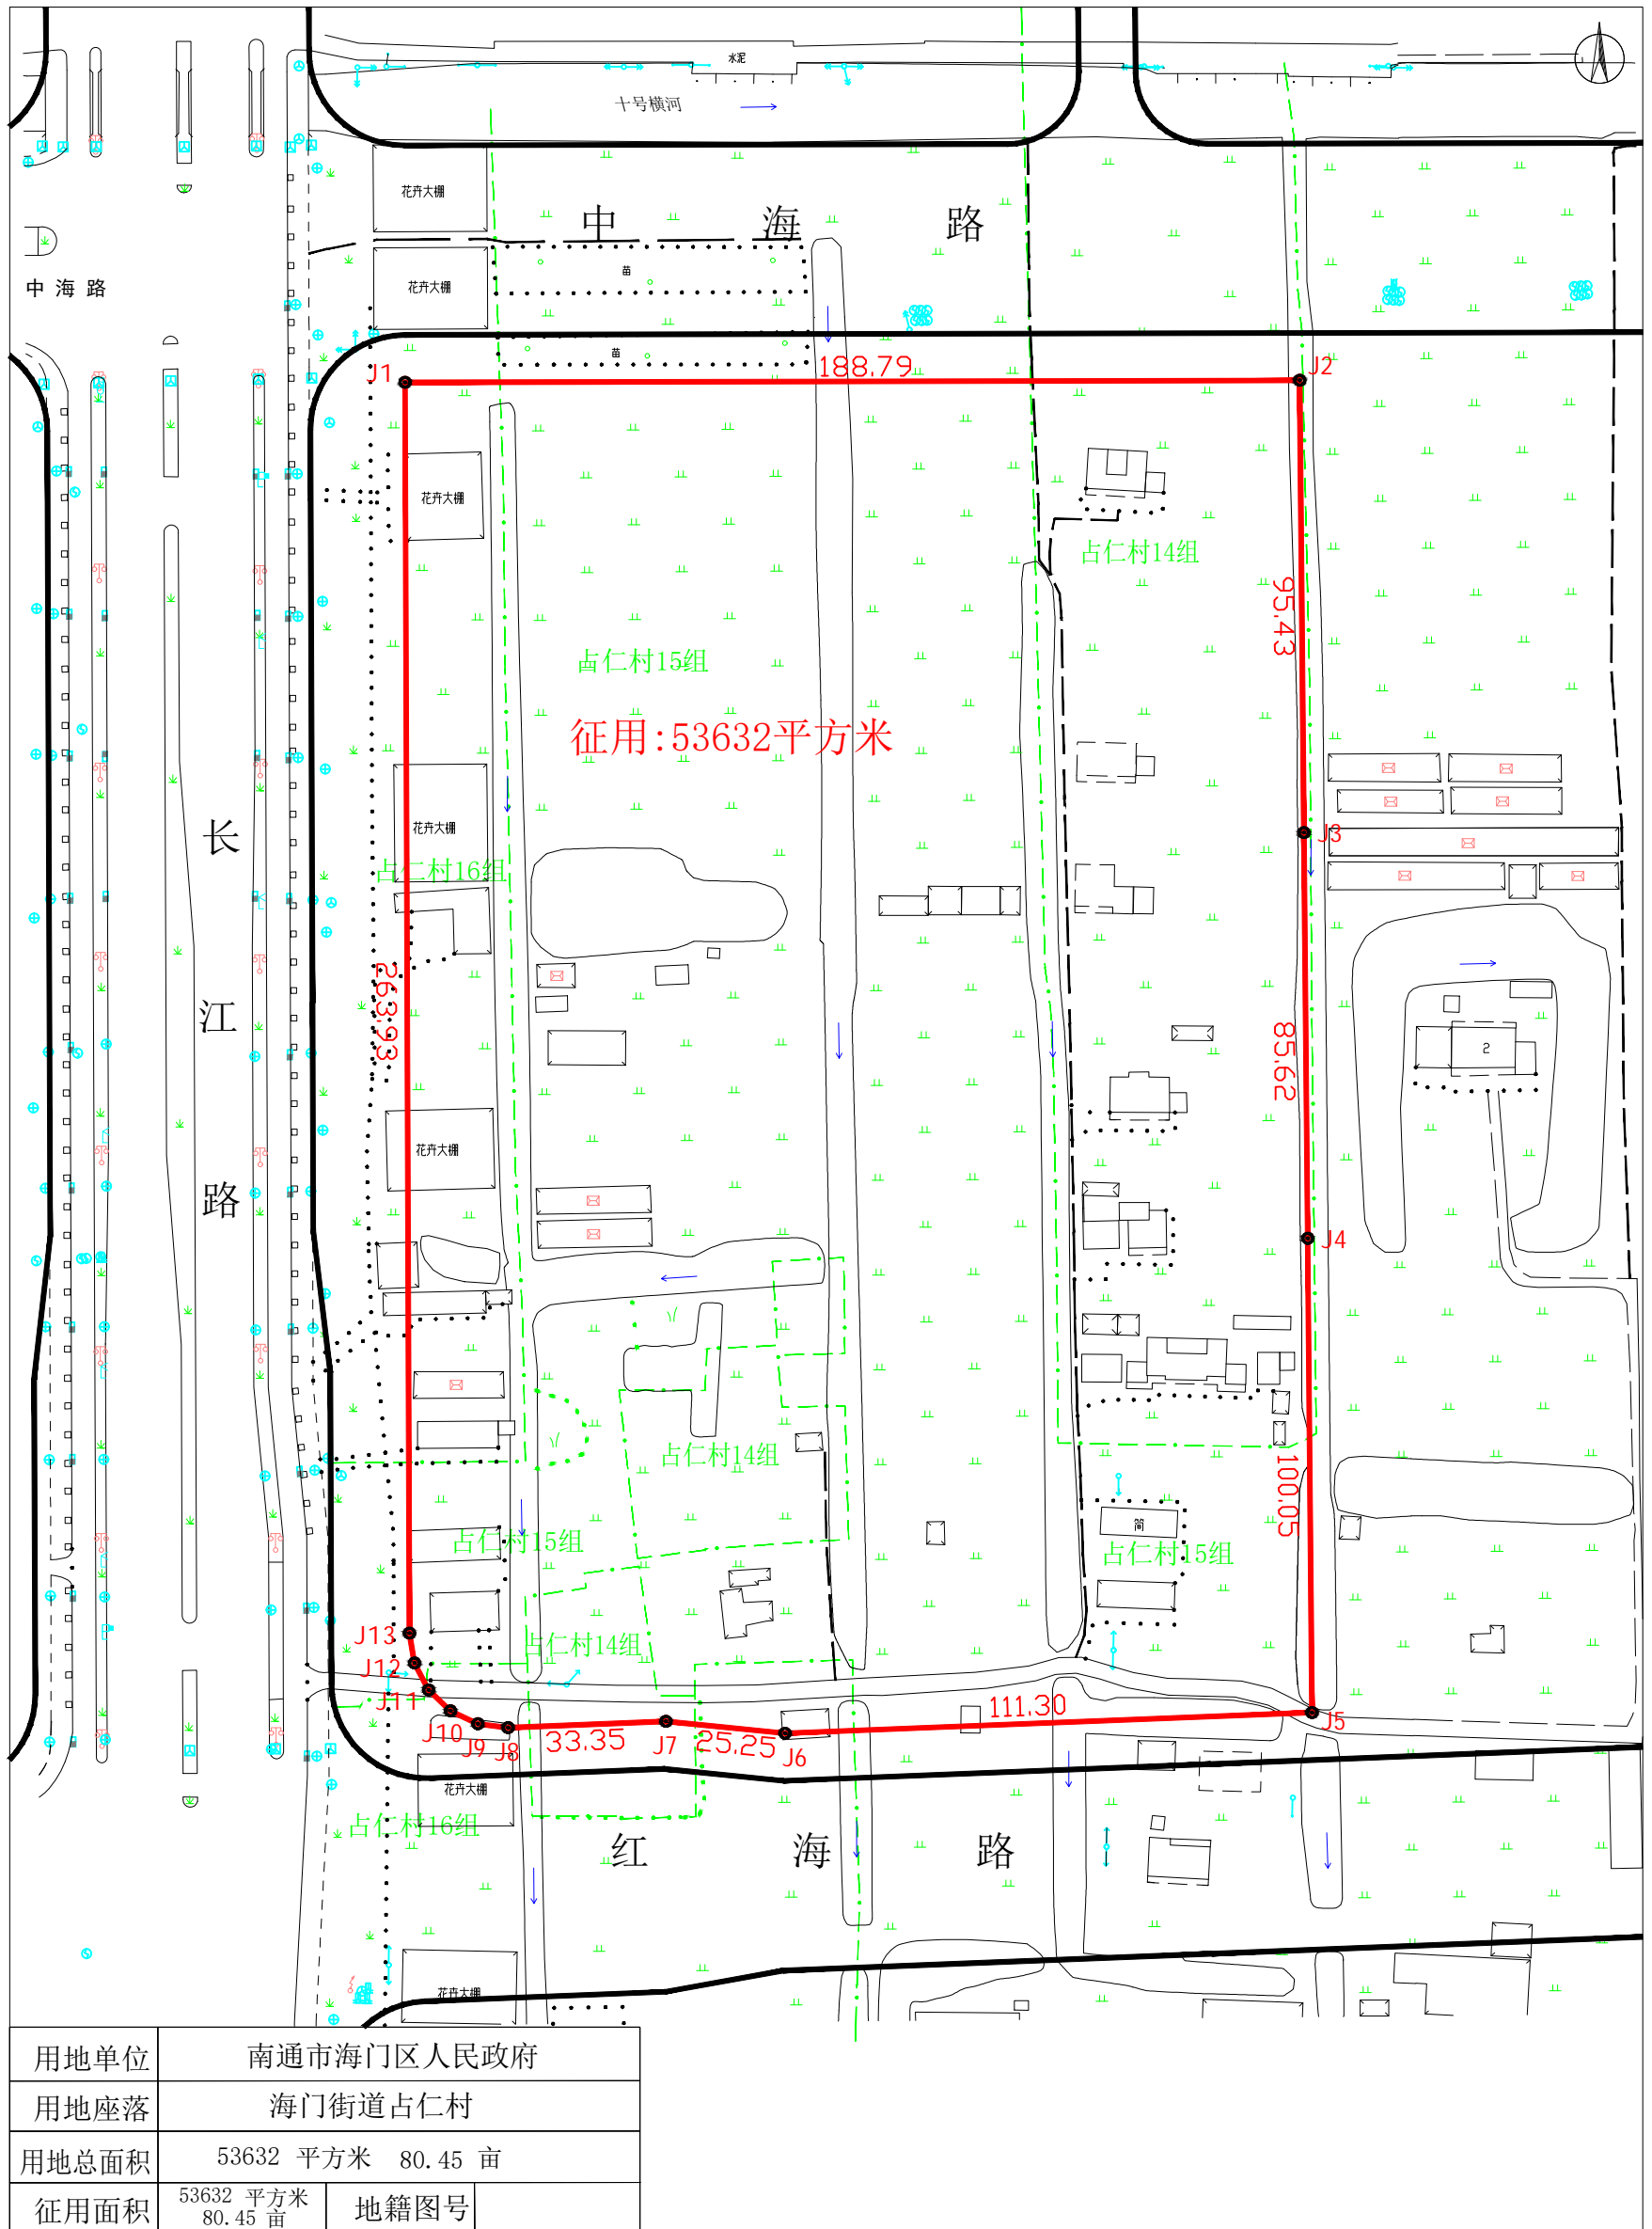 水泥
十号横河
花卉大棚
中 海 路
苗
花卉大棚
中 海 路
苗
J1
188.79
J2
花卉大棚
占仁村14组
95.43
占仁村15组
征用:53632平方米
长
花卉大棚
J3
占仁村16组
263.93
江
85.62
2
花卉大棚
路
J4
占仁村14组
100.05
简
占仁村15组
占仁村15组
J13
占仁村14组
J12
J11
111.30
J5
J10
J9
J8
33.35
J7
25.25
J6
花卉大棚
占仁村16组
红 海 路
花卉大棚
用地单位 南通市海门区人民政府
用地座落 海门街道占仁村
用地总面积 53632 平方米 80.45 亩
征用面积 53632 平方米 80.45 亩 地籍图号